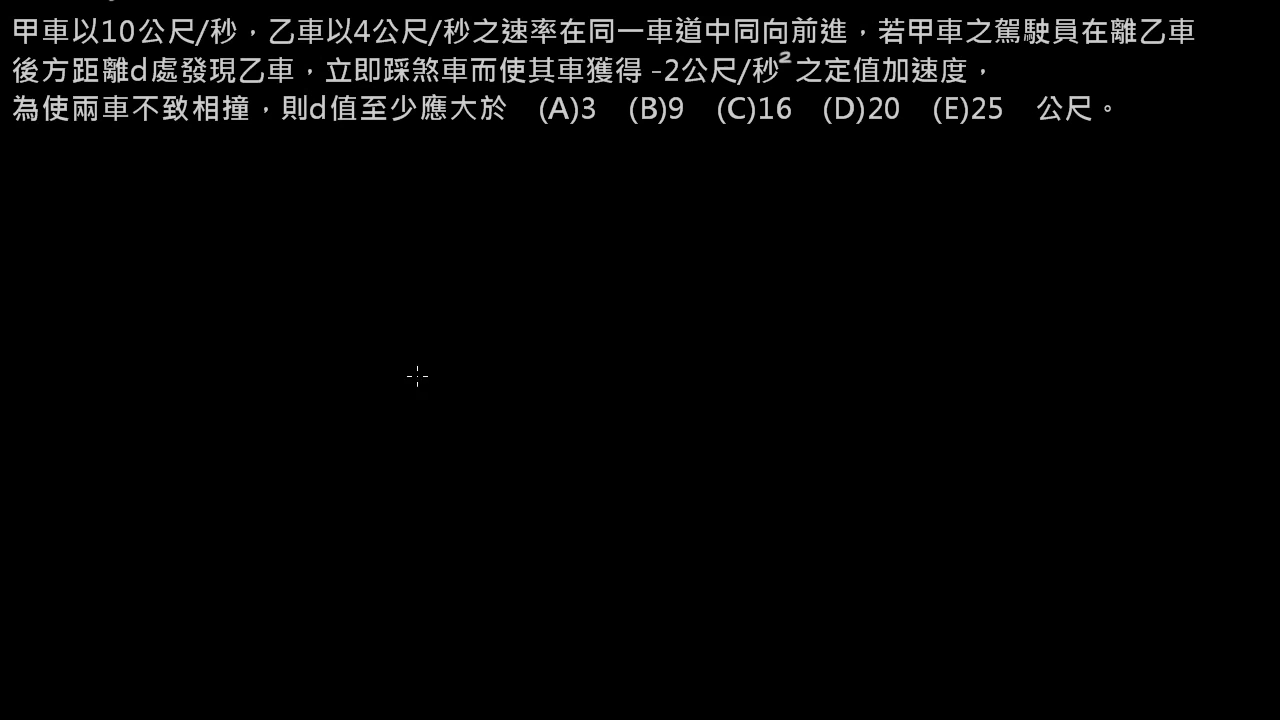 甲車以10公尺/秒，乙車以4公尺/秒之速率在同一車道中同向前進，若甲車之駕駛員在離乙車
後方距離d處發現乙車，立即踩煞車而使其車獲得 -2公尺/秒²之定值加速度，
為使兩車不致相撞，則d值至少應大於 (A)3 (B)9 (C)16 (D)20 (E)25 公尺。